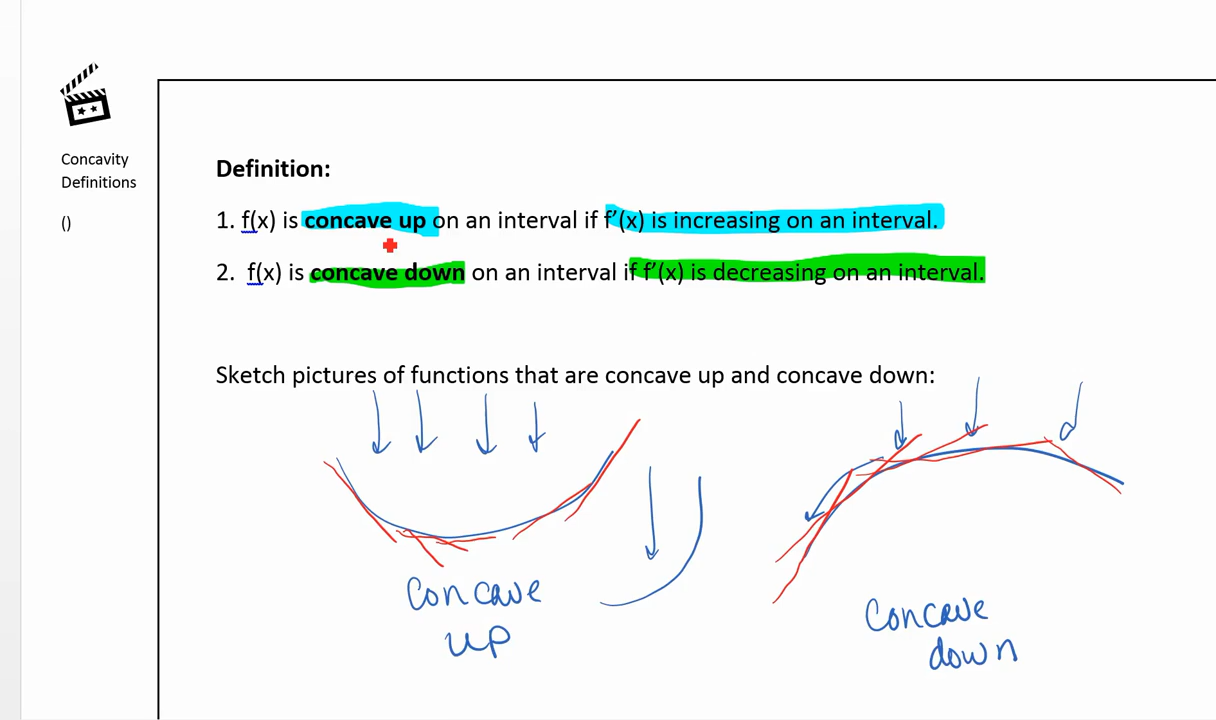 Concavity
Definitions
()
Definition:
1. f(x) is concave up on an interval if f’(x) is increasing on an interval.
2. f(x) is concave down on an interval if f’(x) is decreasing on an interval.
Sketch pictures of functions that are concave up and concave down:
Concave
up
Concave
down